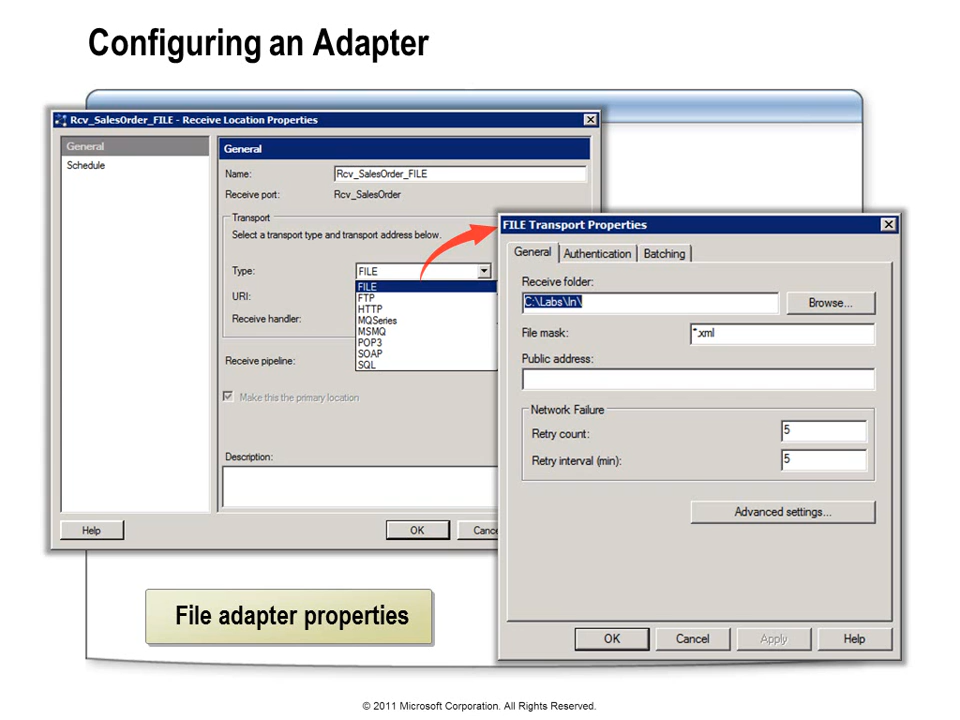 Configuring an Adapter
Rcv_SalesOrder_FILE - Receive Location Properties
General
Schedule
General
Name:
Rcv_SalesOrder_FILE
Receive port:
Rcv_SalesOrder
Transport
Select a transport type and transport address below.
Type:
FILE
FILE
FTP
HTTP
MQSeries
MSMQ
POP3
SOAP
SQL
URI:
Receive handler:
Receive pipeline:
Make this the primary location
Description:
Help
OK
FILE Transport Properties
General
Authentication
Batching
Receive folder:
C:\Labs\In\
Browse...
File mask:
*.xml
Public address:
Network Failure
Retry count:
5
Retry interval (min):
5
Advanced settings...
OK
Cancel
Apply
Help
File adapter properties
© 2011 Microsoft Corporation. All Rights Reserved.